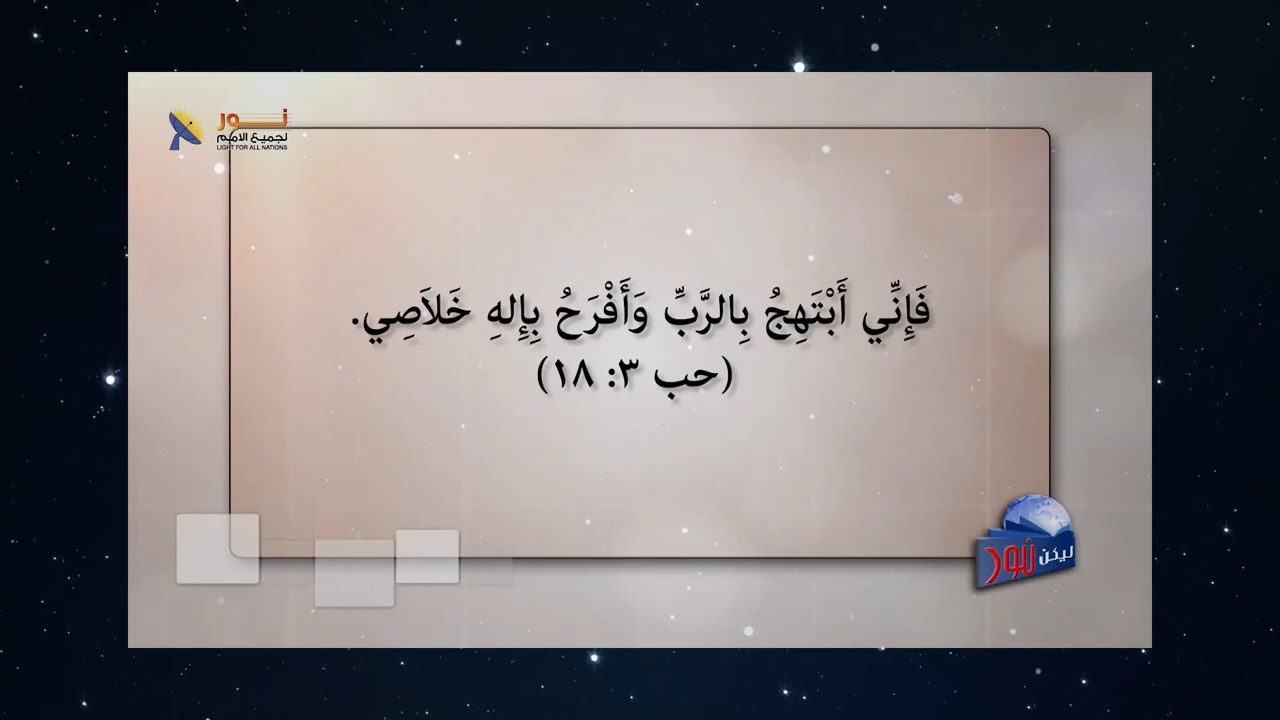 نور
لجميع الامم
LIGHT FOR ALL NATIONS
فَإِنِّي أَبْتَهِجُ بِالرَّبِّ وَأَفْرَحُ بِإِلهِ خَلاَصِي.
(حب ٣: ١٨)
ليكن نور